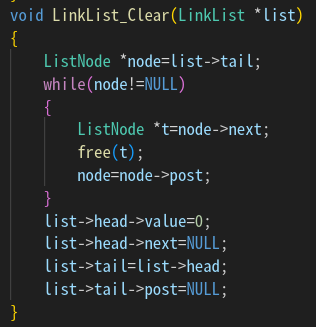 void LinkList_Clear(LinkList *list)
{
    ListNode *node=list->tail;
    while(node!=NULL)
    {
        ListNode *t=node->next;
        free(t);
        node=node->post;
    }
    list->head->value=0;
    list->head->next=NULL;
    list->tail=list->head;
    list->tail->post=NULL;
}